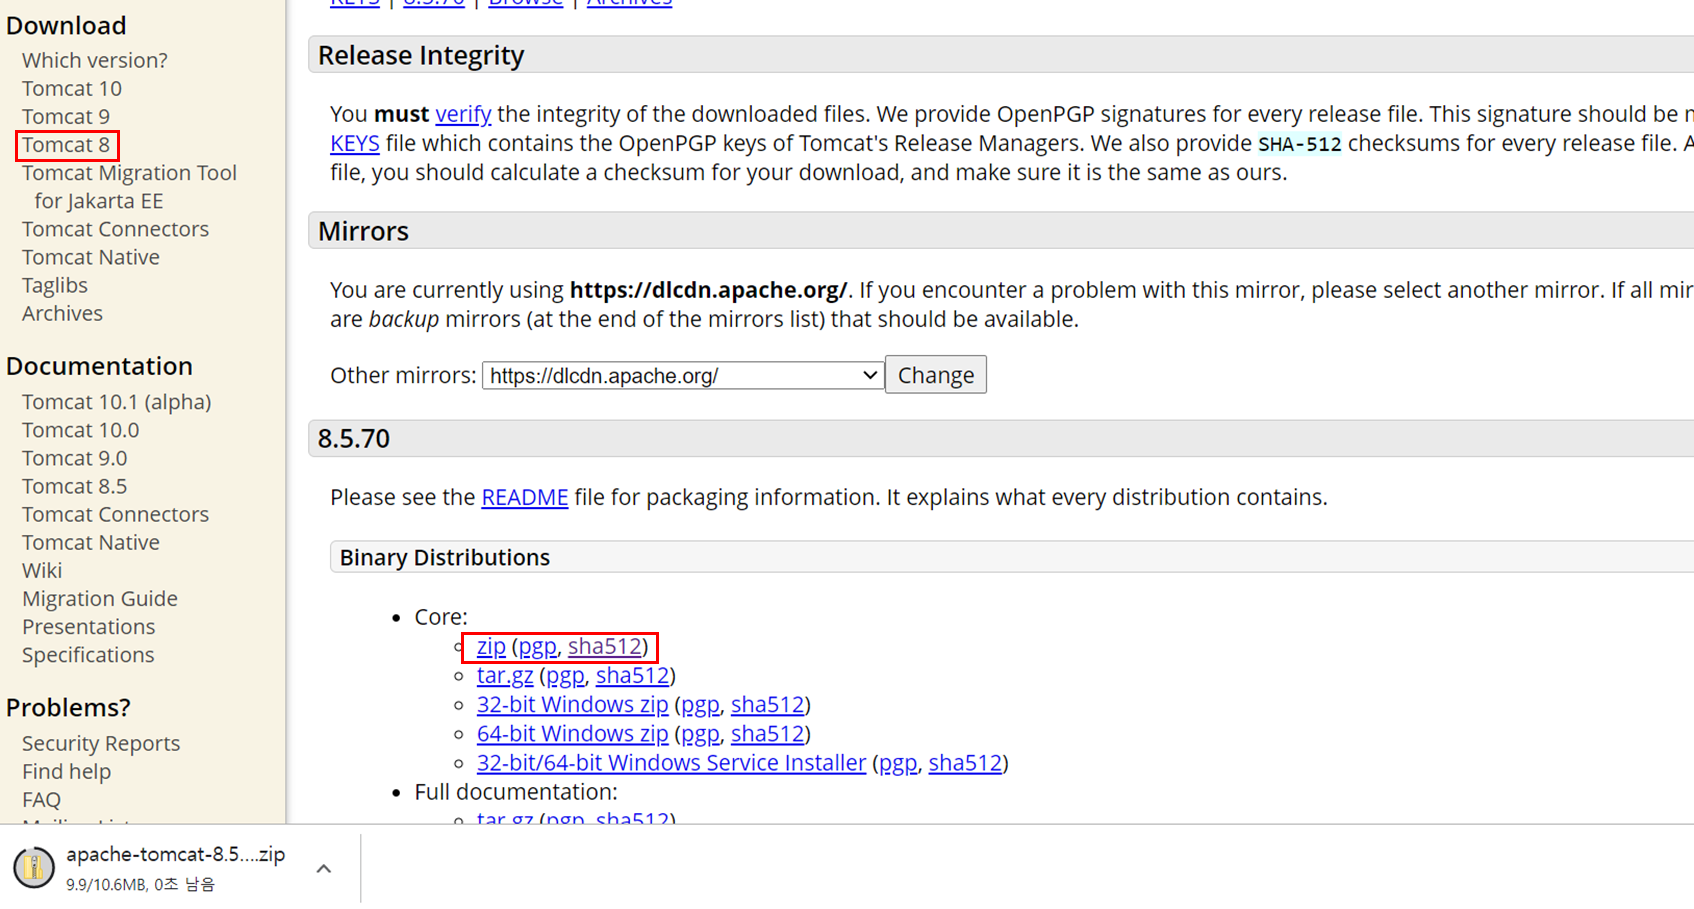 Download
Which version?
Tomcat 10
Tomcat 9
Tomcat 8
Tomcat Migration Tool
for Jakarta EE
Tomcat Connectors
Tomcat Native
Taglibs
Archives
Documentation
Tomcat 10.1 (alpha)
Tomcat 10.0
Tomcat 9.0
Tomcat 8.5
Tomcat Connectors
Tomcat Native
Wiki
Migration Guide
Presentations
Specifications
Problems?
Security Reports
Find help
FAQ
KEYS | 8.5.70 | Browse | Archives
Release Integrity
You must verify the integrity of the downloaded files. We provide OpenPGP signatures for every release file. This signature should be
KEYS file which contains the OpenPGP keys of Tomcat's Release Managers. We also provide SHA-512 checksums for every release file. A
file, you should calculate a checksum for your download, and make sure it is the same as ours.
Mirrors
You are currently using https://dlcdn.apache.org/. If you encounter a problem with this mirror, please select another mirror. If all mir
are backup mirrors (at the end of the mirrors list) that should be available.
Other mirrors: https://dlcdn.apache.org/ Change
8.5.70
Please see the README file for packaging information. It explains what every distribution contains.
Binary Distributions
• Core:
zip (pgp, sha512)
tar.gz (pgp, sha512)
32-bit Windows zip (pgp, sha512)
64-bit Windows zip (pgp, sha512)
32-bit/64-bit Windows Service Installer (pgp, sha512)
• Full documentation:
tar.gz (pgp, sha512)
apache-tomcat-8.5....zip
9.9/10.6MB, 0초 남음